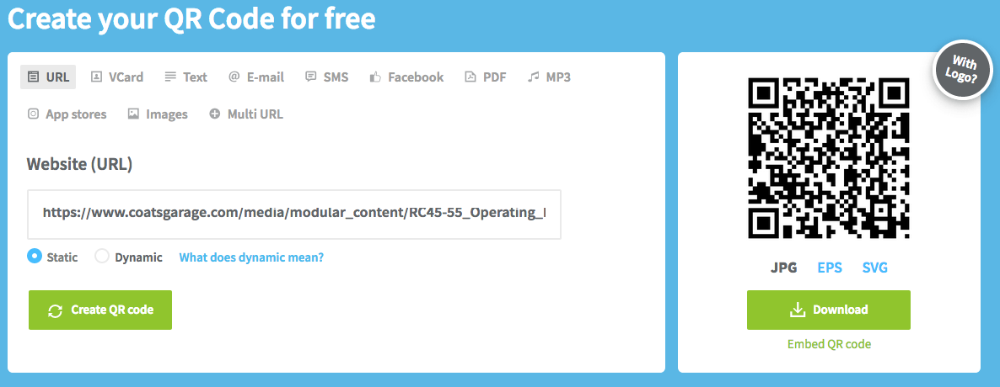 Create your QR Code for free
URL VCard Text E-mail SMS Facebook PDF MP3
App stores Images Multi URL
Website (URL)
https://www.coatsgarage.com/media/modular_content/RC45-55_Operating_
Static Dynamic What does dynamic mean?
Create QR code
With
Logo?
JPG EPS SVG
Download
Embed QR code